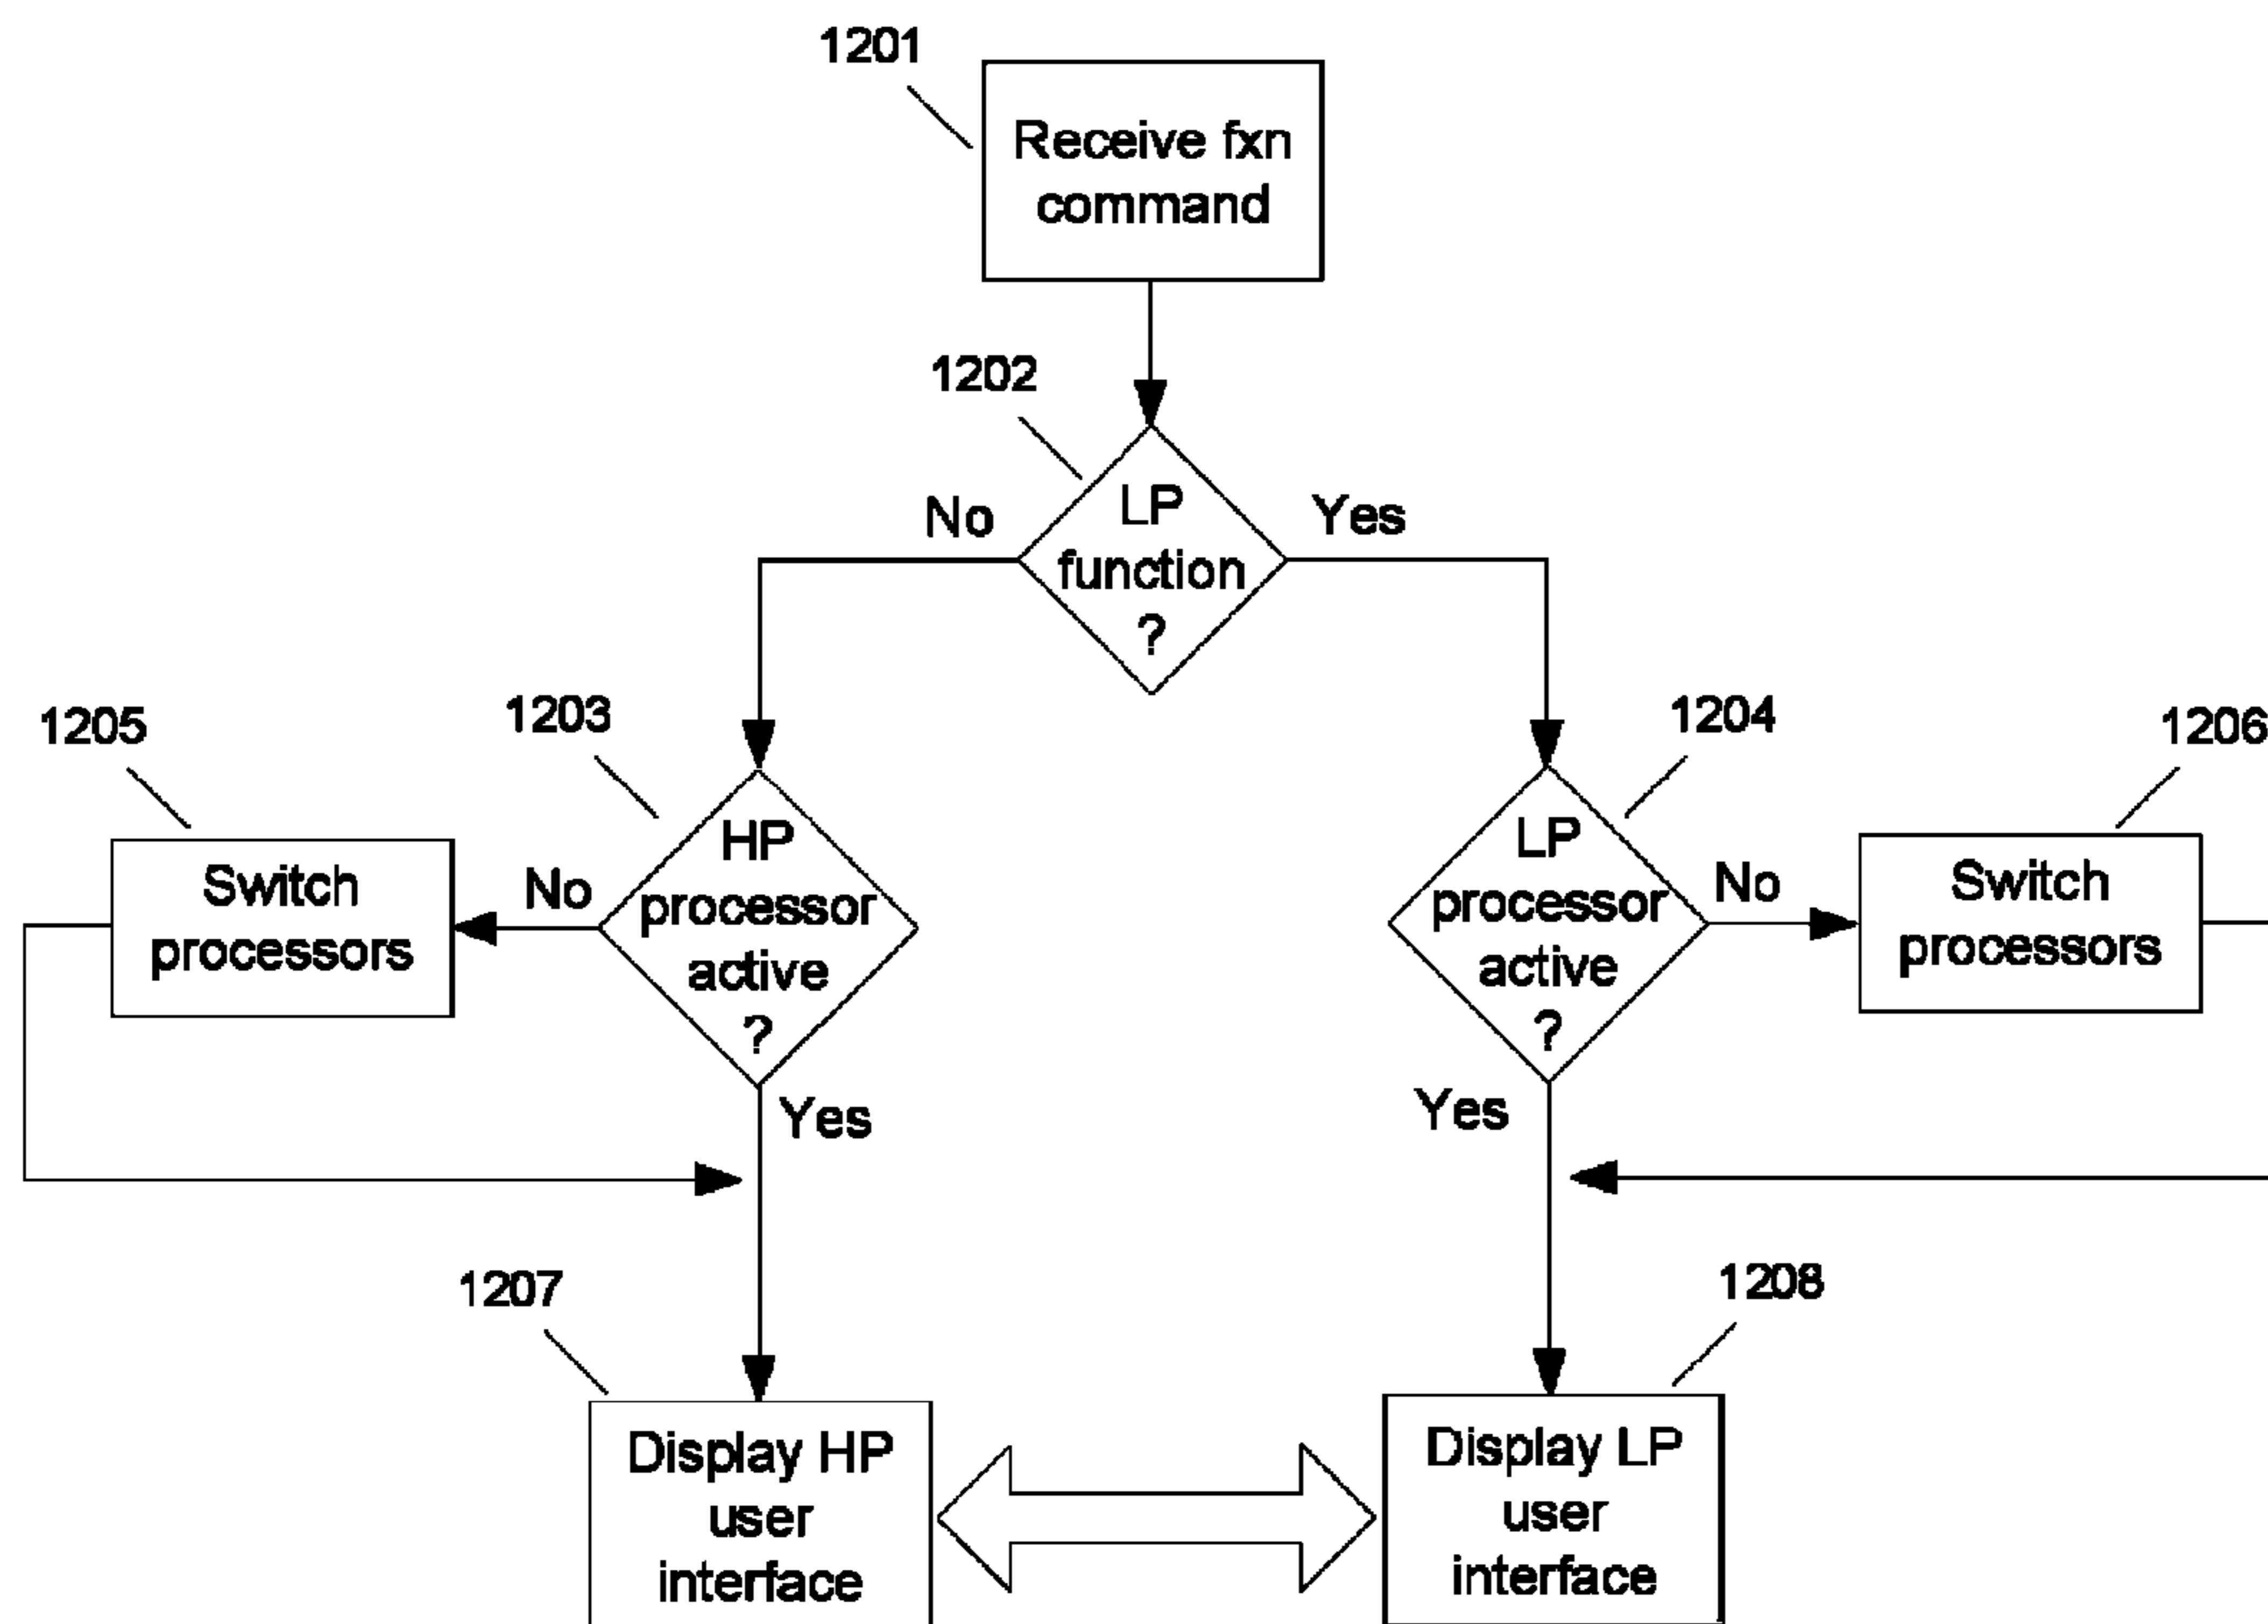 1201
Receive fxn
command
1202
No
LP
function
?
Yes
1205
1203
1204
1206
Switch
processors
No
HP
processor
active
?
Yes
LP
processor
active
?
No
Switch
processors
Yes
1207
1208
Display HP
user
interface
Display LP
user
interface